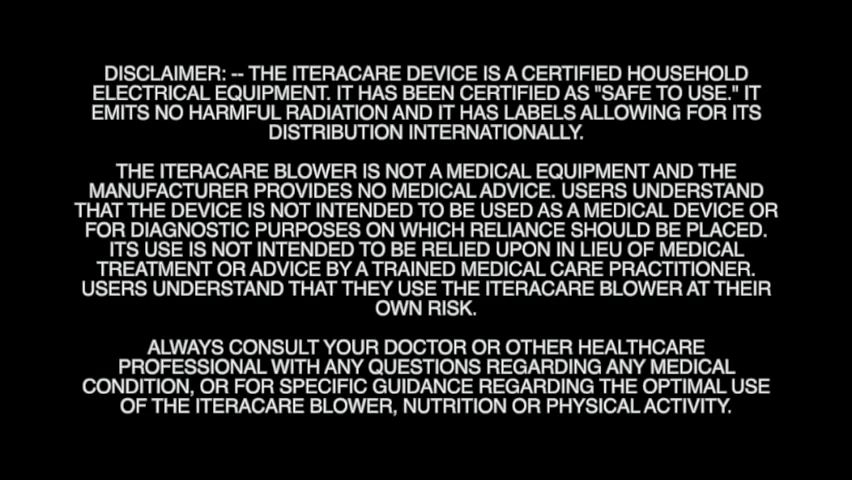 DISCLAIMER: -- THE ITERACARE DEVICE IS A CERTIFIED HOUSEHOLD
ELECTRICAL EQUIPMENT. IT HAS BEEN CERTIFIED AS "SAFE TO USE." IT
EMITS NO HARMFUL RADIATION AND IT HAS LABELS ALLOWING FOR ITS
DISTRIBUTION INTERNATIONALLY.
THE ITERACARE BLOWER IS NOT A MEDICAL EQUIPMENT AND THE
MANUFACTURER PROVIDES NO MEDICAL ADVICE. USERS UNDERSTAND
THAT THE DEVICE IS NOT INTENDED TO BE USED AS A MEDICAL DEVICE OR
FOR DIAGNOSTIC PURPOSES ON WHICH RELIANCE SHOULD BE PLACED.
ITS USE IS NOT INTENDED TO BE RELIED UPON IN LIEU OF MEDICAL
TREATMENT OR ADVICE BY A TRAINED MEDICAL CARE PRACTITIONER.
USERS UNDERSTAND THAT THEY USE THE ITERACARE BLOWER AT THEIR
OWN RISK.
ALWAYS CONSULT YOUR DOCTOR OR OTHER HEALTHCARE
PROFESSIONAL WITH ANY QUESTIONS REGARDING ANY MEDICAL
CONDITION, OR FOR SPECIFIC GUIDANCE REGARDING THE OPTIMAL USE
OF THE ITERACARE BLOWER, NUTRITION OR PHYSICAL ACTIVITY.